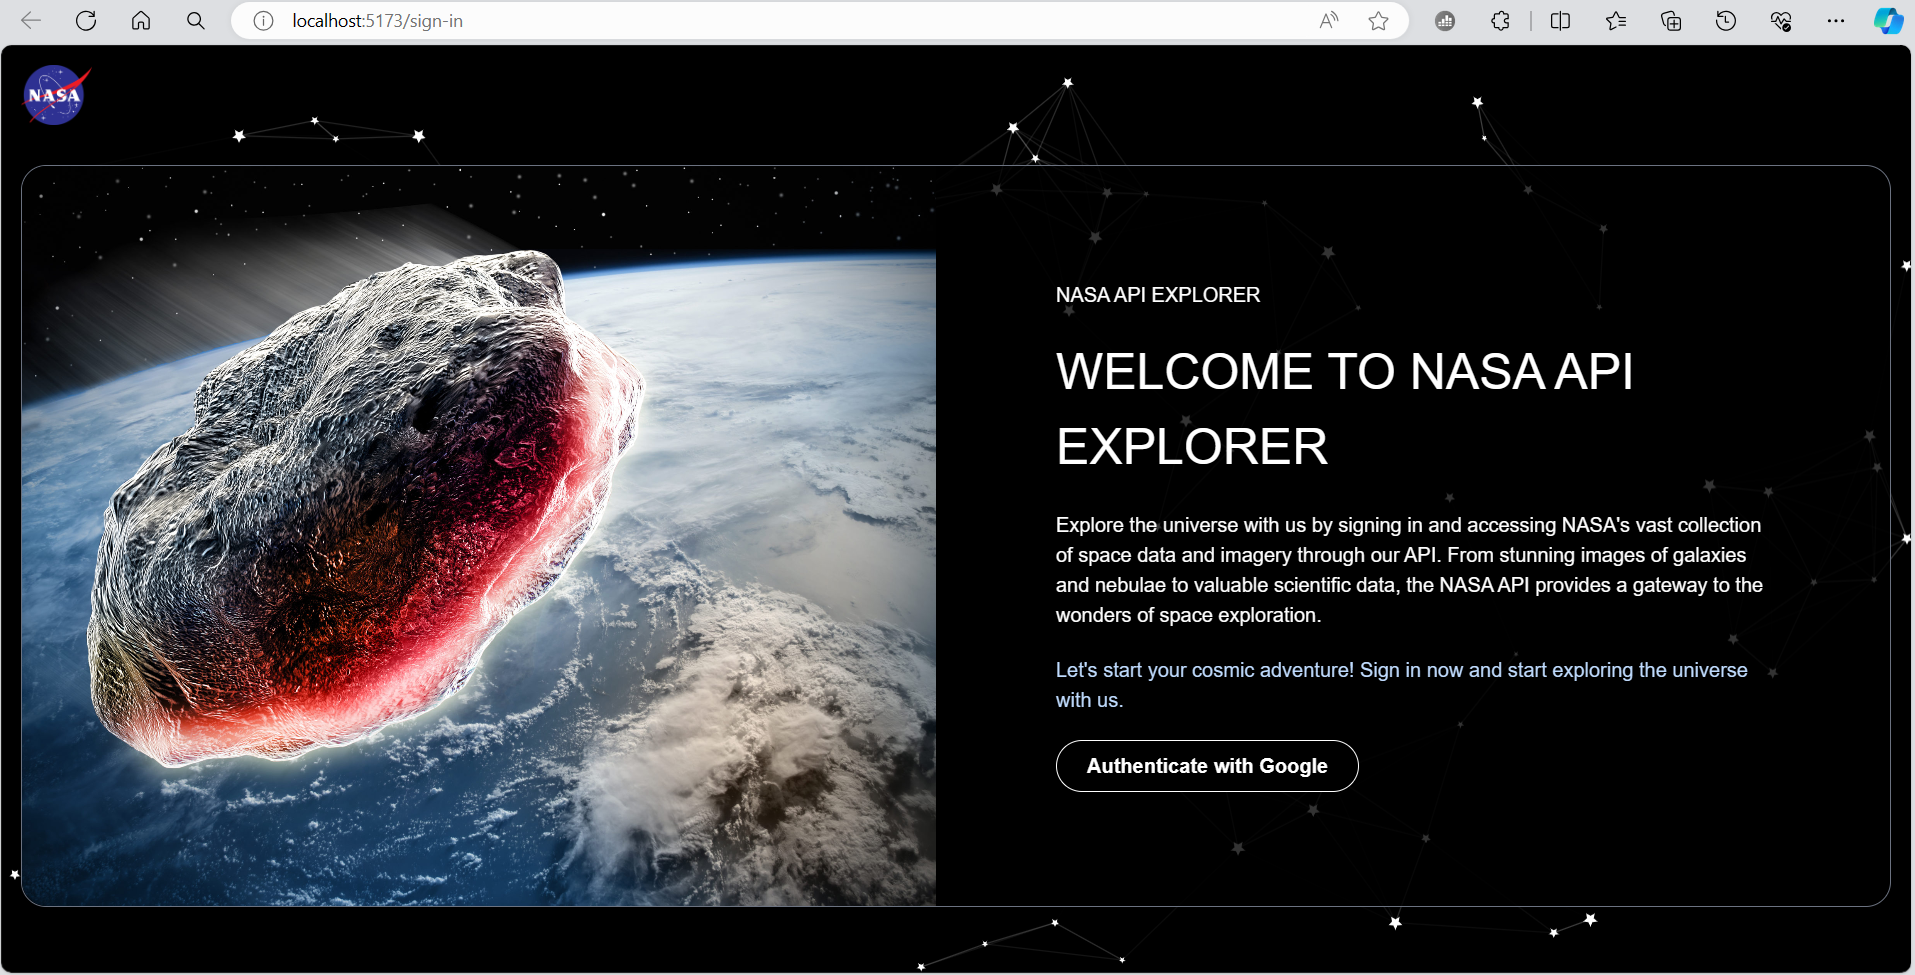 localhost:5173/sign-in
NASA
NASA API EXPLORER
WELCOME TO NASA API
EXPLORER
Explore the universe with us by signing in and accessing NASA's vast collection
of space data and imagery through our API. From stunning images of galaxies
and nebulae to valuable scientific data, the NASA API provides a gateway to the
wonders of space exploration.
Let's start your cosmic adventure! Sign in now and start exploring the universe
with us.
Authenticate with Google